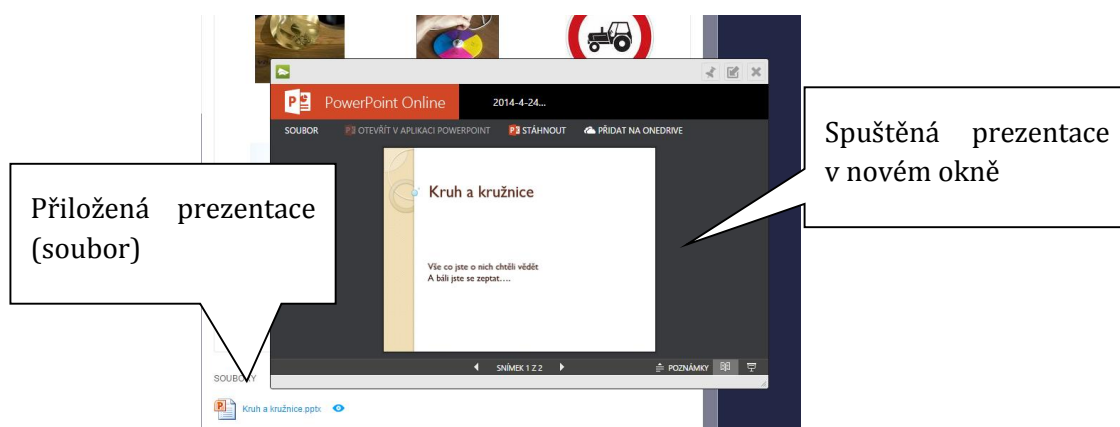 PowerPoint Online
2014-4-24...
SOUBOR
OTEVŘÍT V APLIKACI POWERPOINT
STÁHNOUT
PŘIDAT NA ONEDRIVE
Spuštěná prezentace
v novém okně
Kruh a kružnice
Přiložená prezentace
(soubor)
Vše co jste o nich chtěli vědět
A báli jste se zeptat....
SNÍMEK 1 Z 2
POZNÁMKY
SOUBORY
Kruh a kružnice.pptx